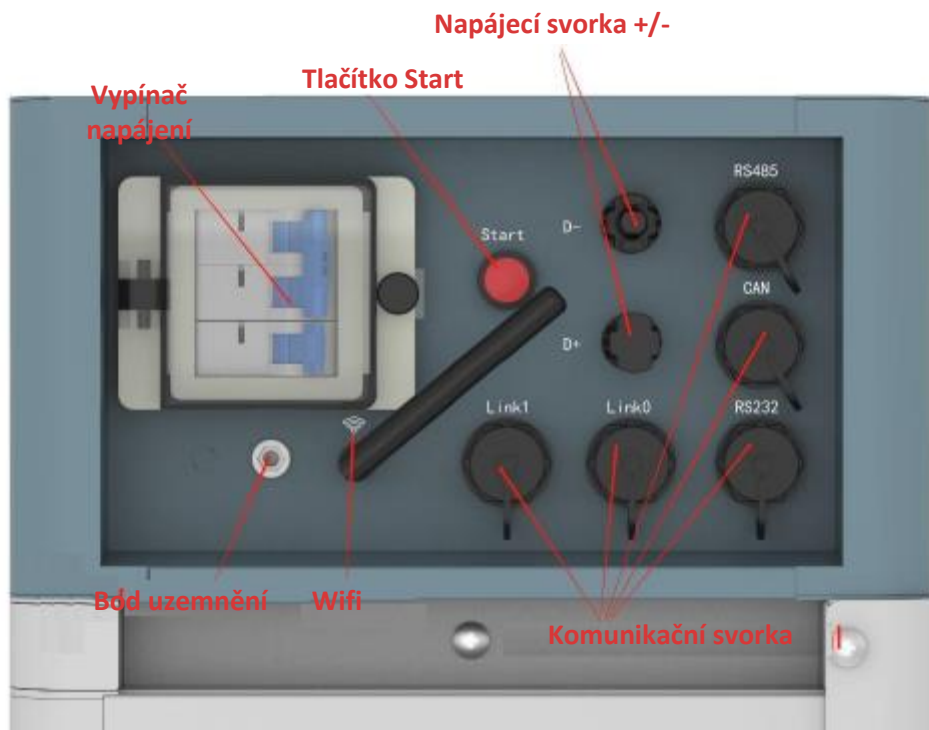 Napájecí svorka +/-
Tlačítko Start
Vypínač
napájení
RS485
Start
D-
CAN
D+
Link1
Link0
RS232
Bod uzemnění
Wifi
Komunikační svorka